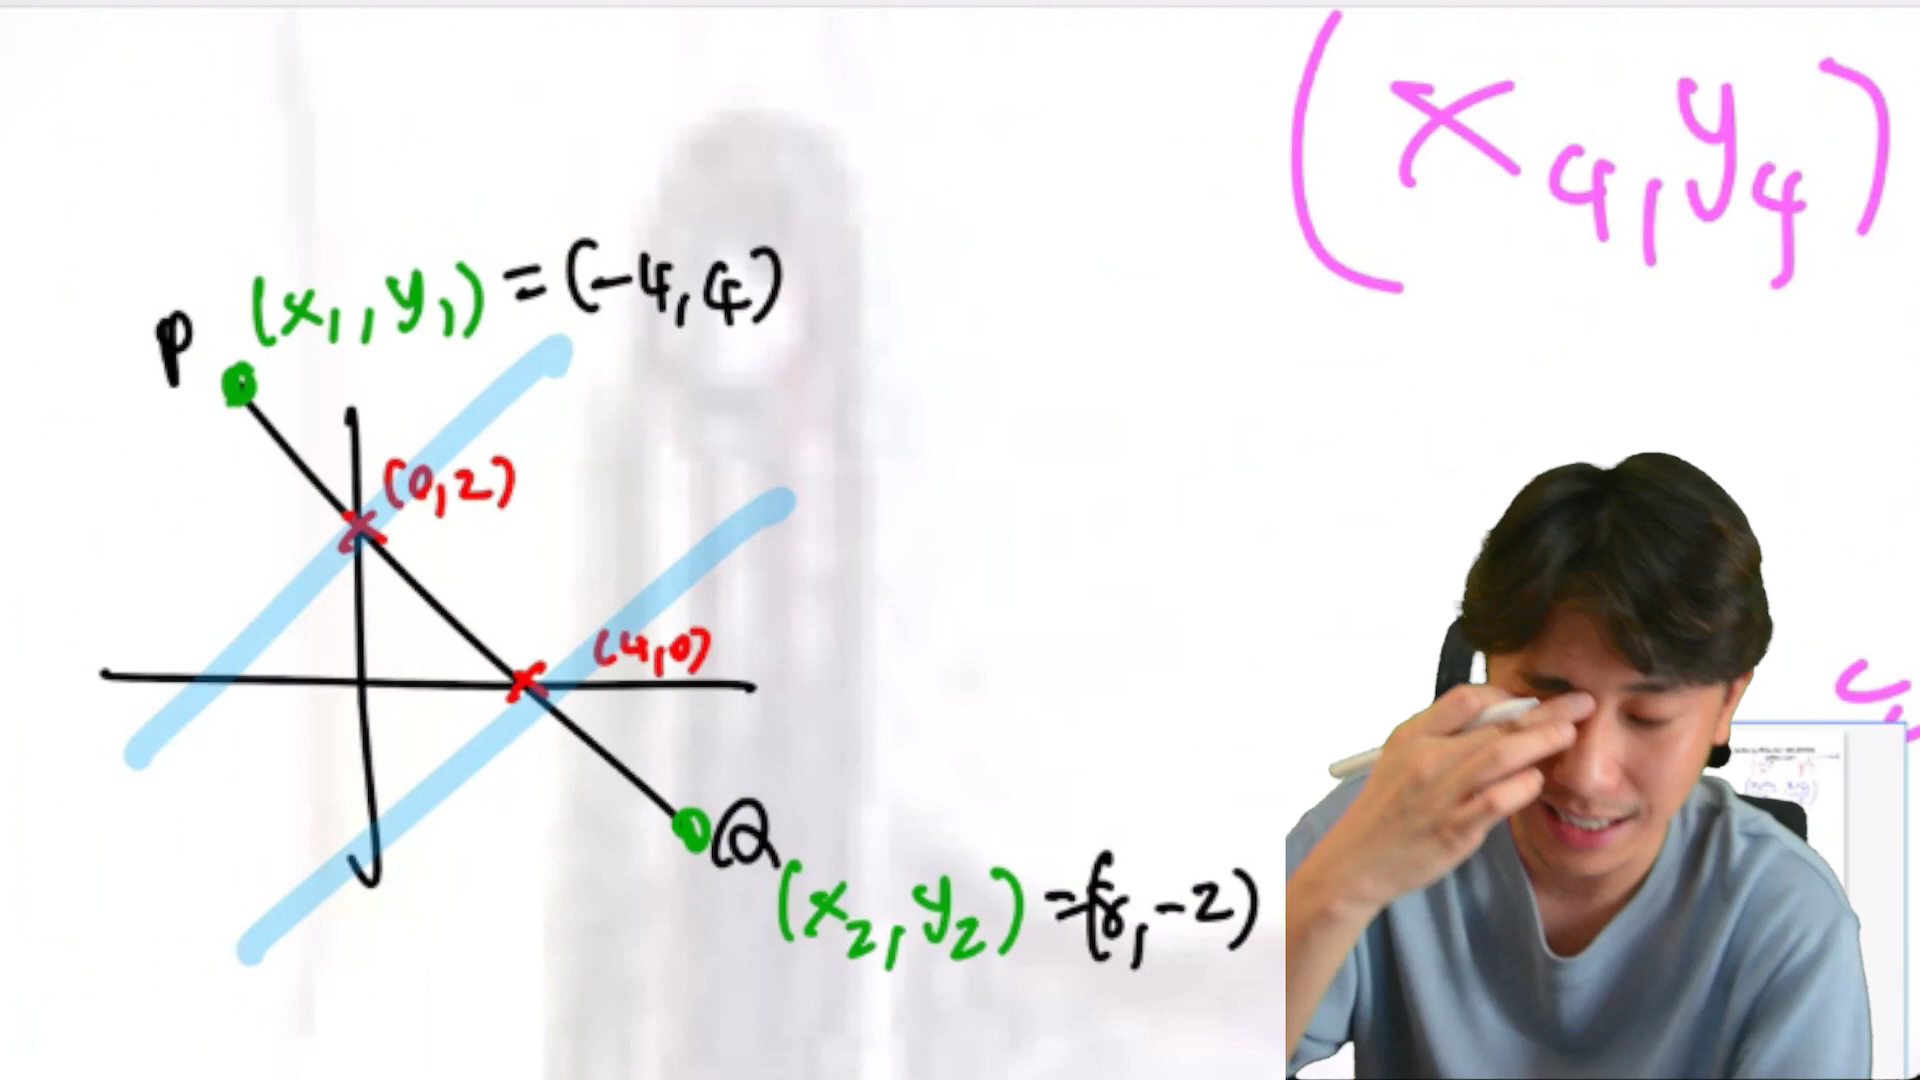 (x₄, y₄)
P (x₁, y₁) = (-4, 4)
(0, 2)
(4, 0)
Q
(x₂, y₂) = (8, -2)